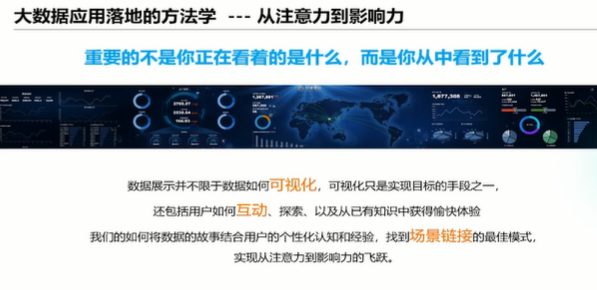 大数据应用落地的方法学 --- 从注意力到影响力
重要的不是你正在看着的是什么，而是你从中看到了什么
数据展示并不限于数据如何可视化，可视化只是实现目标的手段之一，
还包括用户如何互动、探索、以及从已有知识中获得愉快体验
我们的如何将数据的故事结合用户的个性化认知和经验，找到场景链接的最佳模式，
实现从注意力到影响力的飞跃。